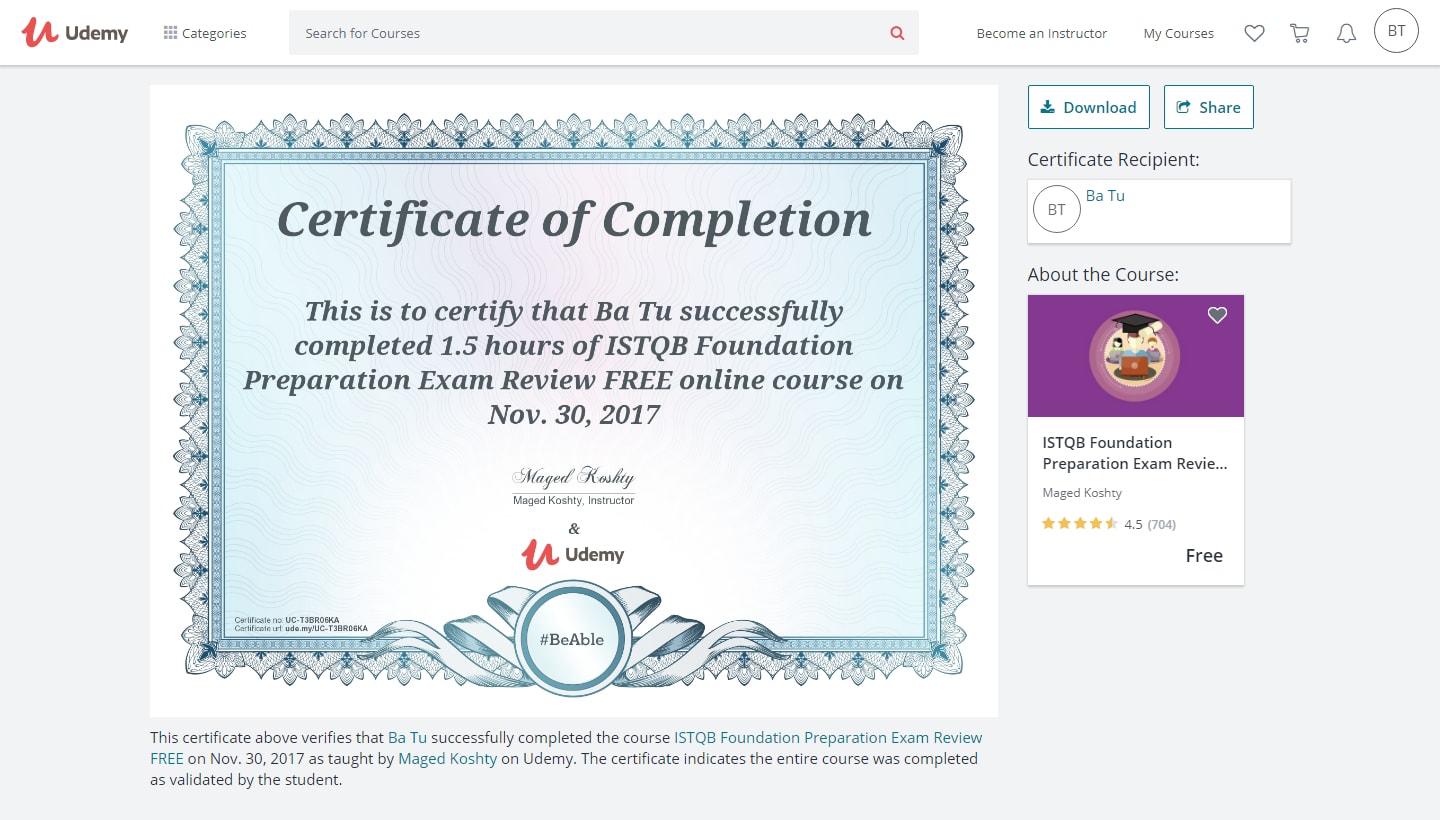 Udemy
Categories
Search for Courses
Become an Instructor
My Courses
BT
Certificate of Completion
This is to certify that Ba Tu successfully
completed 1.5 hours of ISTQB Foundation
Preparation Exam Review FREE online course on
Nov. 30, 2017
Maged Koshty
Maged Koshty, Instructor
&
Udemy
#BeAble
Certificate no: UC-T3BR06KA
Certificate url: ude.my/UC-T3BR06KA
This certificate above verifies that Ba Tu successfully completed the course ISTQB Foundation Preparation Exam Review
FREE on Nov. 30, 2017 as taught by Maged Koshty on Udemy. The certificate indicates the entire course was completed
as validated by the student.
Download
Share
Certificate Recipient:
BT
Ba Tu
About the Course:
ISTQB Foundation
Preparation Exam Revie...
Maged Koshty
4.5 (704)
Free